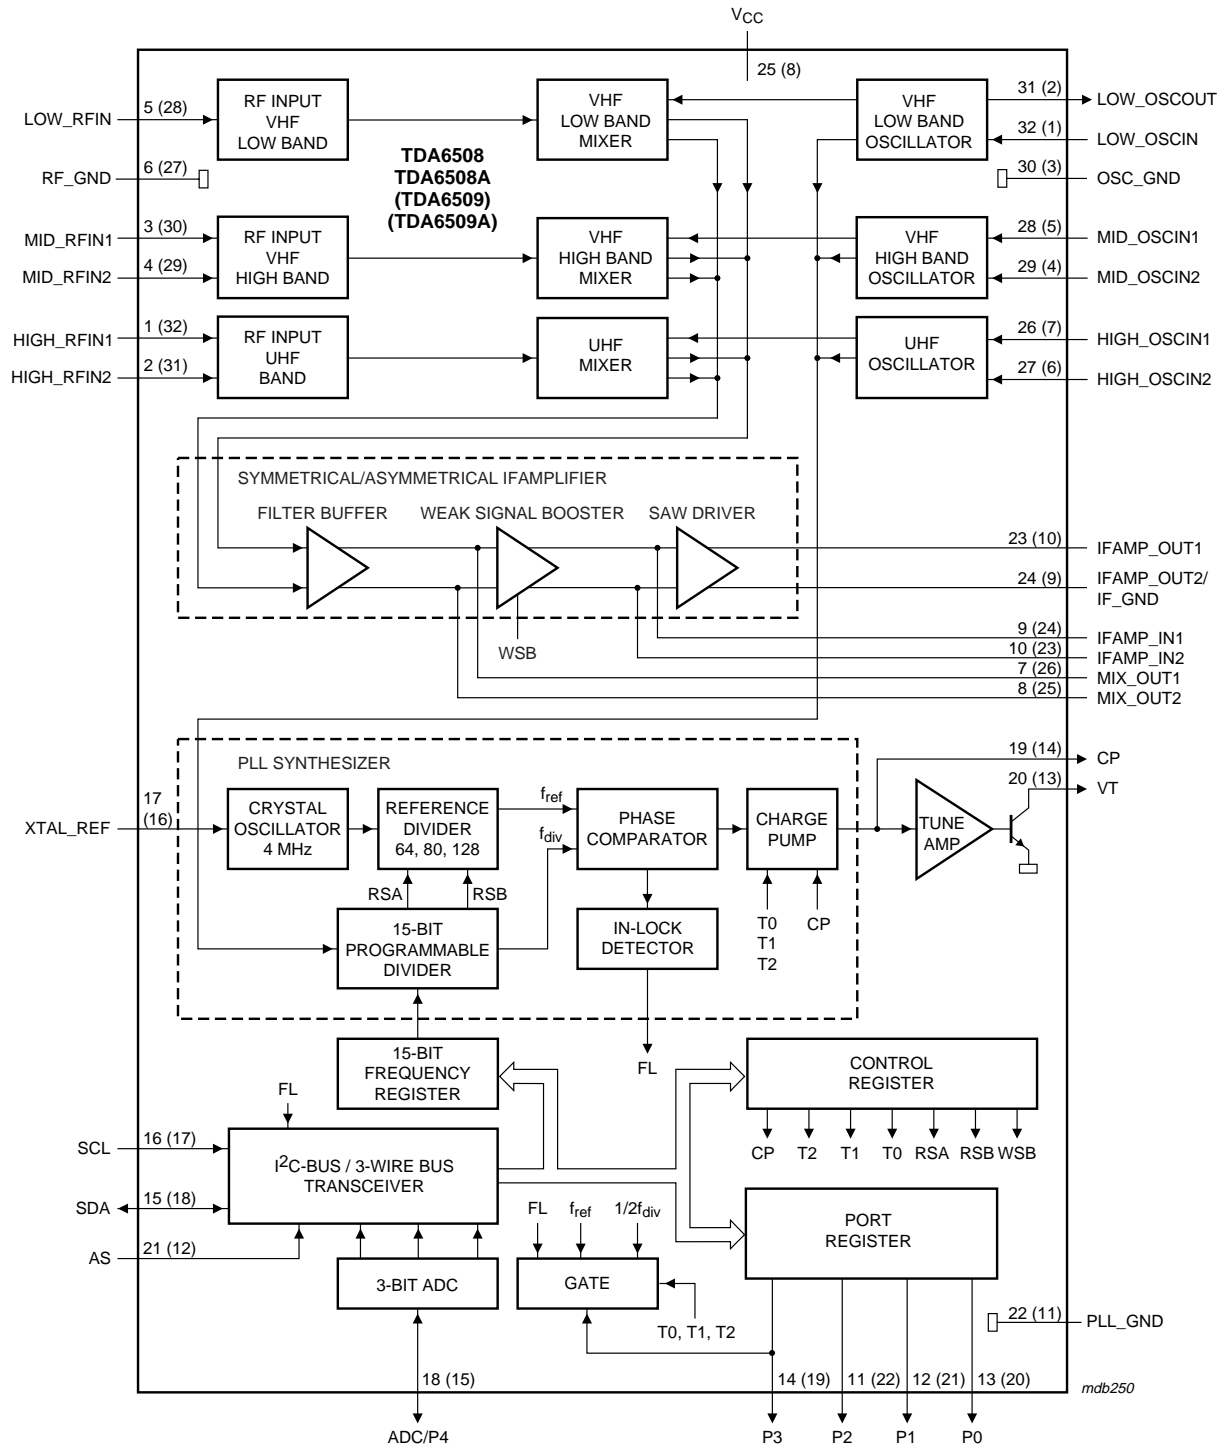 VCC
25 (8)
LOW_RFIN
5 (28)
RF INPUT
VHF
LOW BAND
VHF
LOW BAND
MIXER
VHF
LOW BAND
OSCILLATOR
31 (2)
LOW_OSCOUT
32 (1)
LOW_OSCIN
TDA6508
TDA6508A
(TDA6509)
(TDA6509A)
RF_GND
6 (27)
30 (3)
OSC_GND
MID_RFIN1
3 (30)
MID_RFIN2
4 (29)
RF INPUT
VHF
HIGH BAND
VHF
HIGH BAND
MIXER
VHF
HIGH BAND
OSCILLATOR
28 (5)
MID_OSCIN1
29 (4)
MID_OSCIN2
HIGH_RFIN1
1 (32)
HIGH_RFIN2
2 (31)
RF INPUT
UHF
BAND
UHF
MIXER
UHF
OSCILLATOR
26 (7)
HIGH_OSCIN1
27 (6)
HIGH_OSCIN2
SYMMETRICAL/ASYMMETRICAL IFAMPLIFIER
FILTER BUFFER
WEAK SIGNAL BOOSTER
SAW DRIVER
WSB
23 (10)
IFAMP_OUT1
24 (9)
IFAMP_OUT2/
IF_GND
9 (24)
IFAMP_IN1
10 (23)
IFAMP_IN2
7 (26)
MIX_OUT1
8 (25)
MIX_OUT2
PLL SYNTHESIZER
XTAL_REF
17
(16)
CRYSTAL
OSCILLATOR
4 MHz
REFERENCE
DIVIDER
64, 80, 128
fref
fdiv
PHASE
COMPARATOR
CHARGE
PUMP
19 (14)
CP
20 (13)
VT
TUNE
AMP
RSA
RSB
15-BIT
PROGRAMMABLE
DIVIDER
IN-LOCK
DETECTOR
T0
T1
T2
CP
FL
15-BIT
FREQUENCY
REGISTER
CONTROL
REGISTER
CP
T2
T1
T0
RSA
RSB
WSB
FL
SCL
16 (17)
SDA
15 (18)
AS
21 (12)
I2C-BUS / 3-WIRE BUS
TRANSCEIVER
3-BIT ADC
FL
fref
1/2fdiv
GATE
T0, T1, T2
PORT
REGISTER
22 (11)
PLL_GND
18 (15)
14 (19)
11 (22)
12 (21)
13 (20)
mdb250
ADC/P4
P3
P2
P1
P0